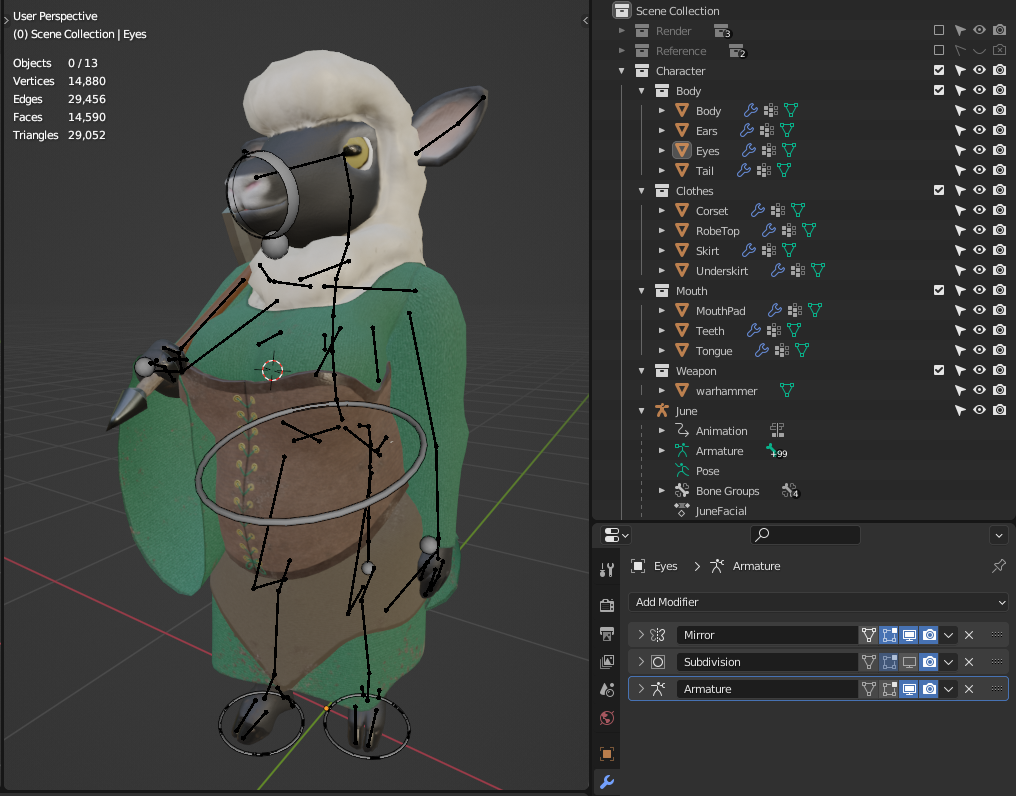 User Perspective
(0) Scene Collection | Eyes
Objects 0 / 13
Vertices 14,880
Edges 29,456
Faces 14,590
Triangles 29,052
Scene Collection
Render 3
Reference 2
Character
Body
Body
Ears
Eyes
Tail
Clothes
Corset
RobeTop
Skirt
Underskirt
Mouth
MouthPad
Teeth
Tongue
Weapon
warhammer
June
Animation
Armature +99
Pose
Bone Groups 4
JuneFacial
Eyes Armature
Add Modifier
Mirror
Subdivision
Armature